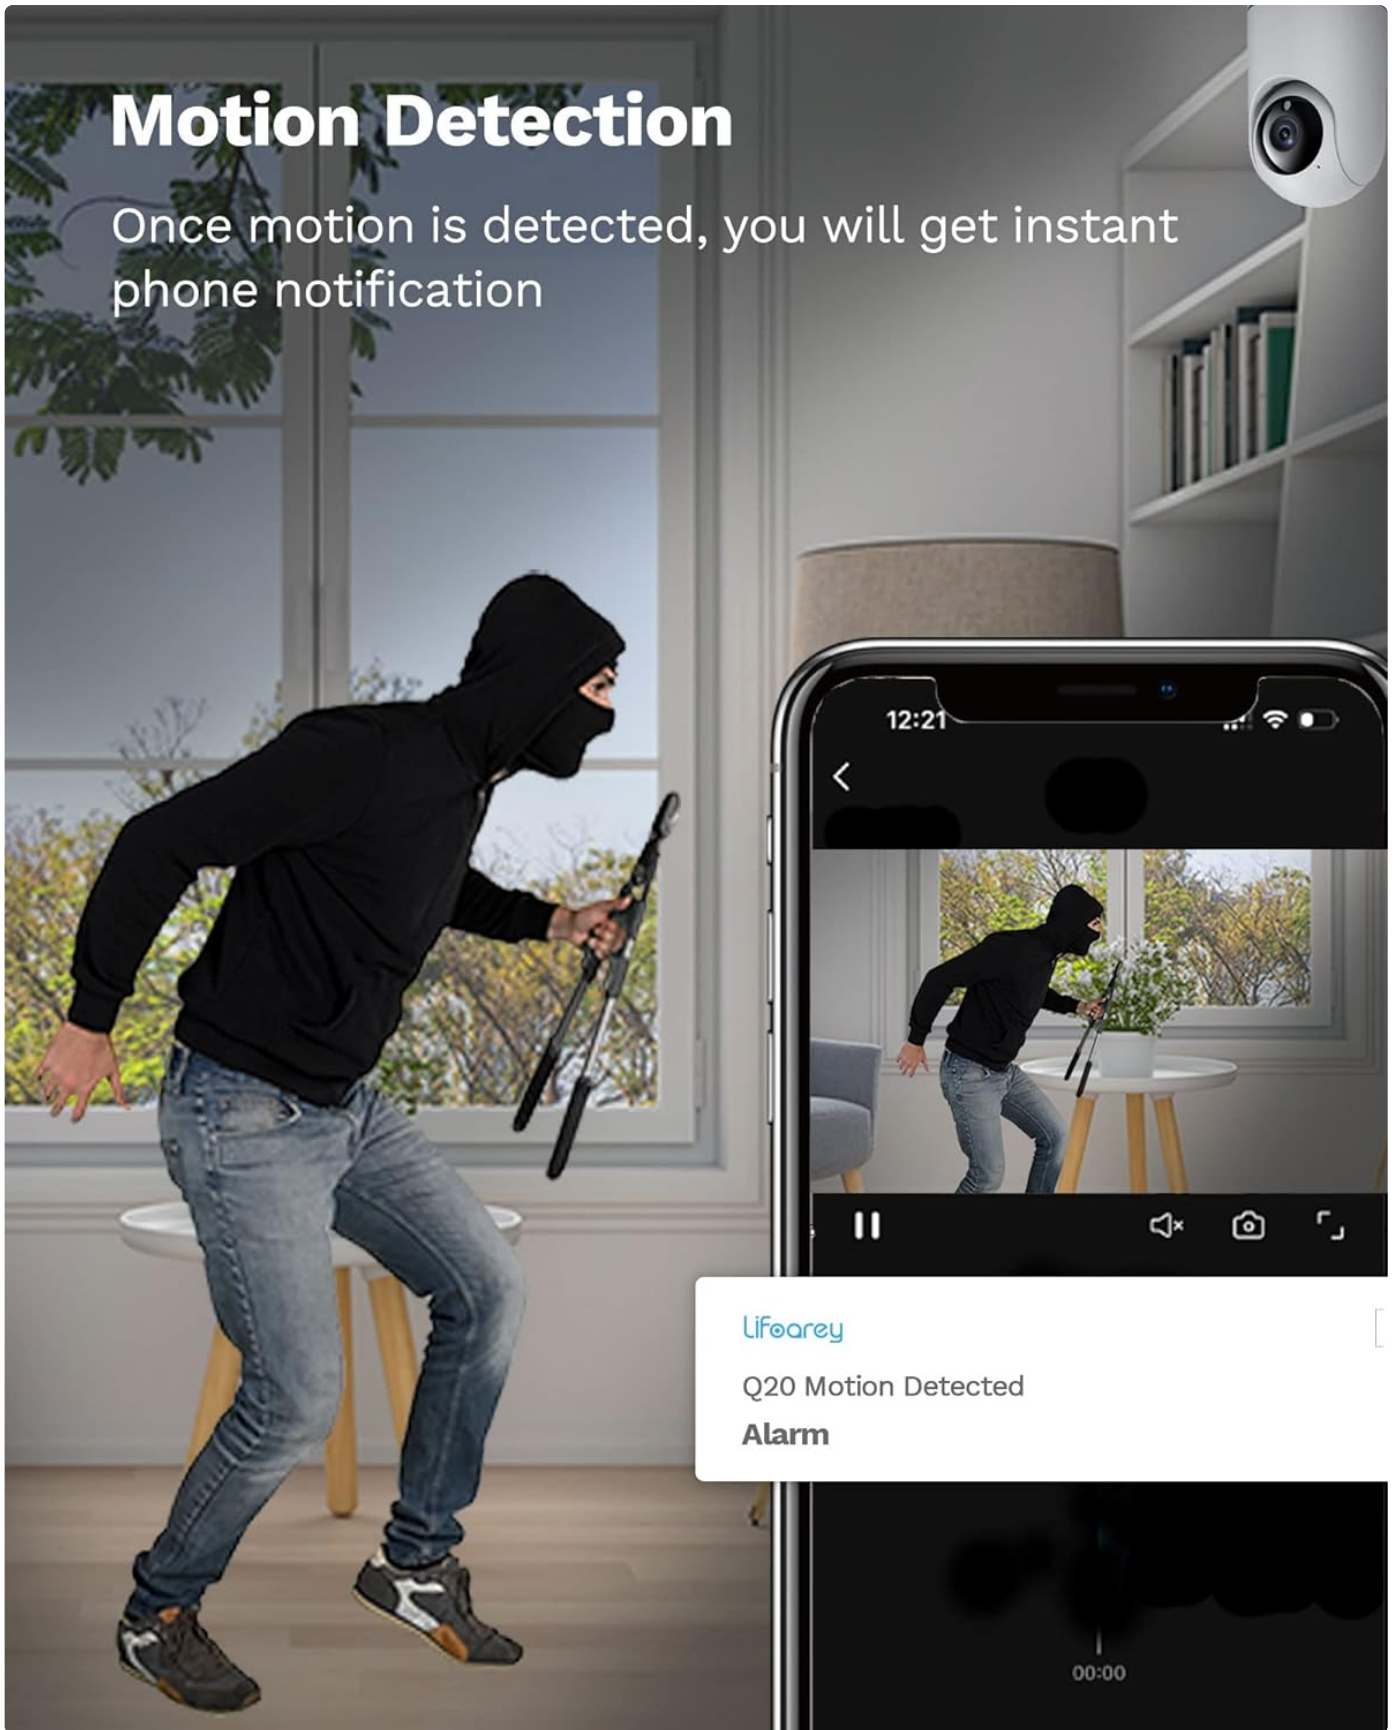 Motion Detection
Once motion is detected, you will get instant
phone notification
12:21
Lifoarey
Q20 Motion Detected
Alarm
00:00